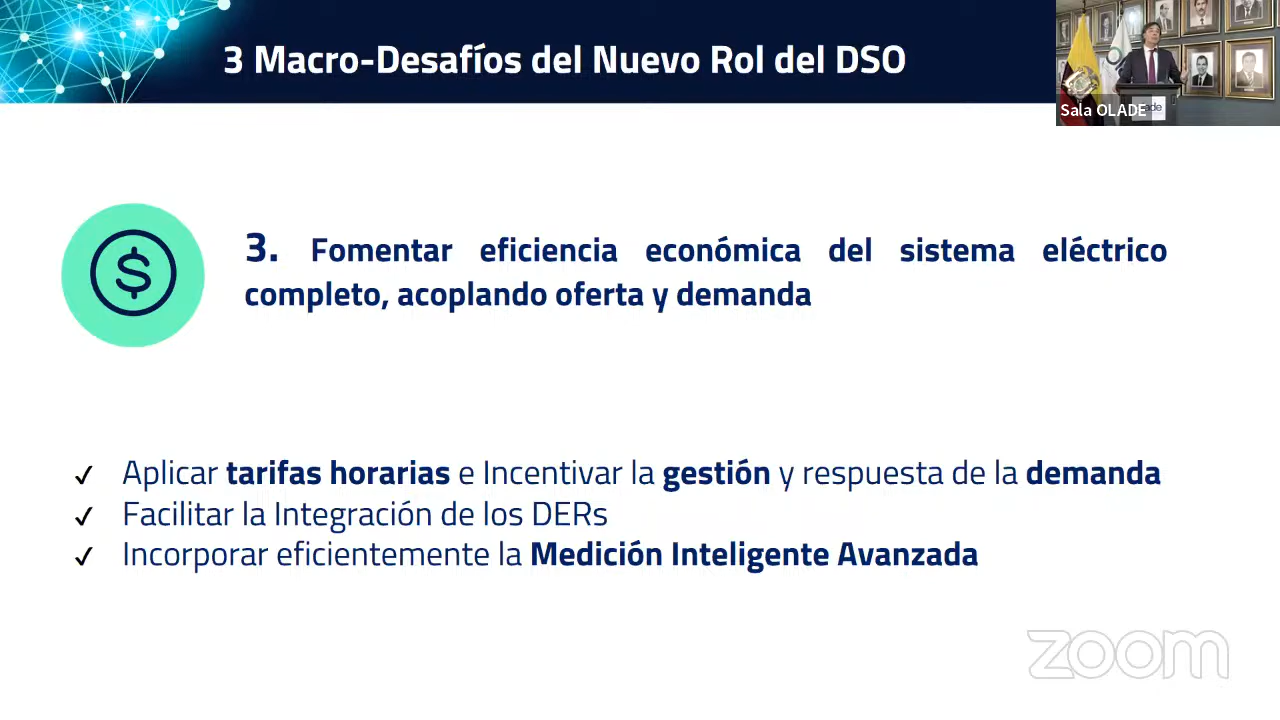 3 Macro-Desafíos del Nuevo Rol del DSO
Sala OLADE
3. Fomentar eficiencia económica del sistema eléctrico
completo, acoplando oferta y demanda
✓ Aplicar tarifas horarias e Incentivar la gestión y respuesta de la demanda
✓ Facilitar la Integración de los DERs
✓ Incorporar eficientemente la Medición Inteligente Avanzada
zoom